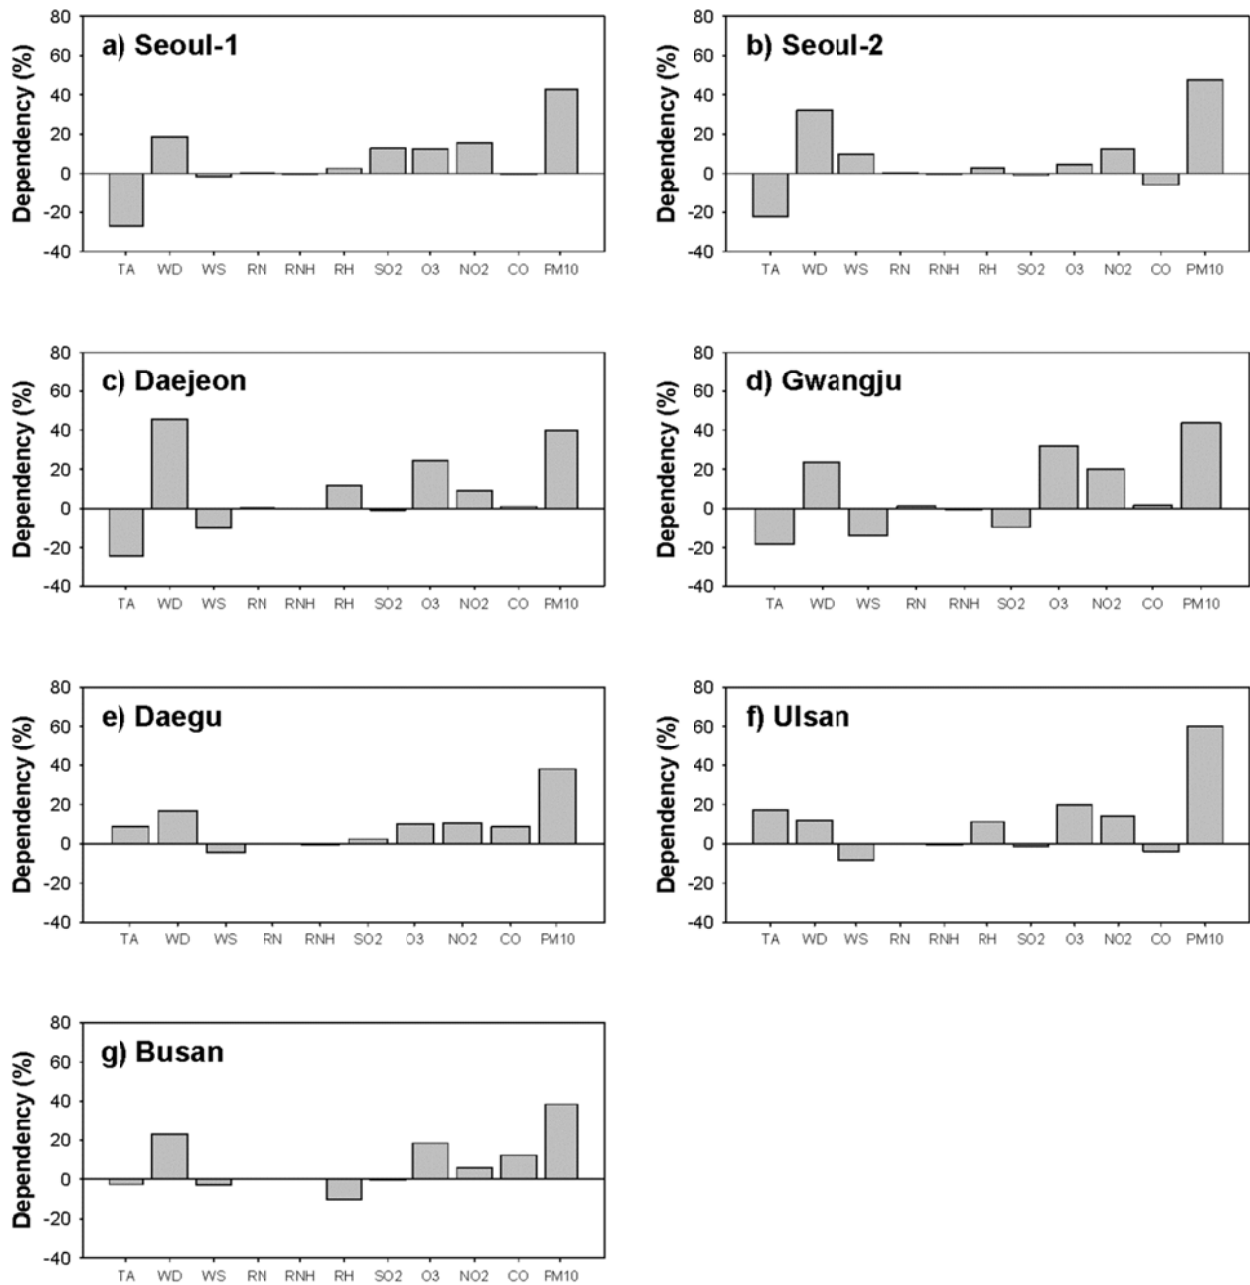 a) Seoul-1
Dependency (%)
80
60
40
20
0
-20
-40
TA WD WS RN RNH RH SO2 O3 NO2 CO PM10
b) Seoul-2
Dependency (%)
80
60
40
20
0
-20
-40
TA WD WS RN RNH RH SO2 O3 NO2 CO PM10
c) Daejeon
Dependency (%)
80
60
40
20
0
-20
-40
TA WD WS RN RNH RH SO2 O3 NO2 CO PM10
d) Gwangju
Dependency (%)
80
60
40
20
0
-20
-40
TA WD WS RN RNH SO2 O3 NO2 CO PM10
e) Daegu
Dependency (%)
80
60
40
20
0
-20
-40
TA WD WS RN RNH SO2 O3 NO2 CO PM10
f) Ulsan
Dependency (%)
80
60
40
20
0
-20
-40
TA WD WS RN RNH RH SO2 O3 NO2 CO PM10
g) Busan
Dependency (%)
80
60
40
20
0
-20
-40
TA WD WS RN RNH RH SO2 O3 NO2 CO PM10